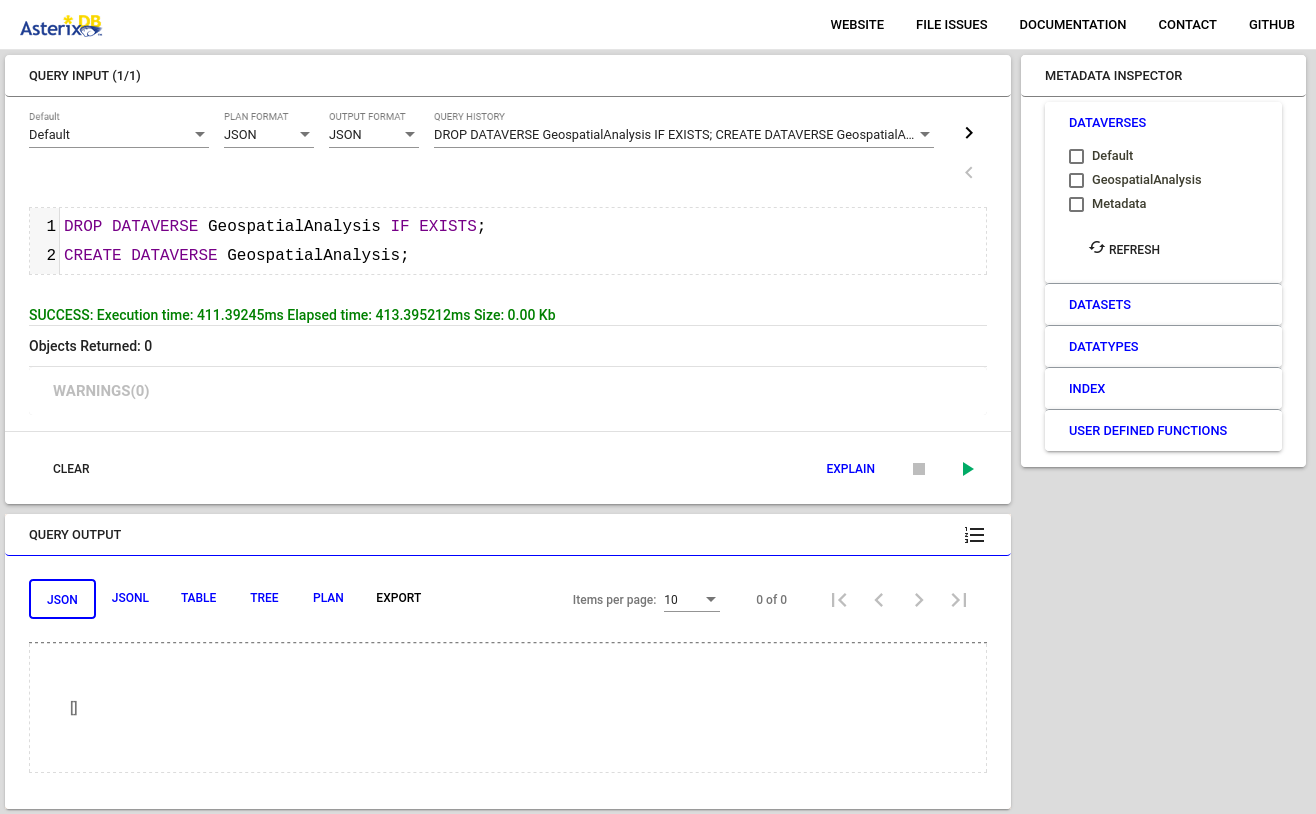 AsterixDB
WEBSITE
FILE ISSUES
DOCUMENTATION
CONTACT
GITHUB
QUERY INPUT (1/1)
Default
Default
PLAN FORMAT
JSON
OUTPUT FORMAT
JSON
QUERY HISTORY
DROP DATAVERSE GeospatialAnalysis IF EXISTS; CREATE DATAVERSE GeospatialA...
1 DROP DATAVERSE GeospatialAnalysis IF EXISTS;
2 CREATE DATAVERSE GeospatialAnalysis;
SUCCESS: Execution time: 411.39245ms Elapsed time: 413.395212ms Size: 0.00 Kb
Objects Returned: 0
WARNINGS(0)
CLEAR
EXPLAIN
QUERY OUTPUT
JSON
JSONL
TABLE
TREE
PLAN
EXPORT
Items per page: 10
0 of 0
[]
METADATA INSPECTOR
DATAVERSES
Default
GeospatialAnalysis
Metadata
REFRESH
DATASETS
DATATYPES
INDEX
USER DEFINED FUNCTIONS